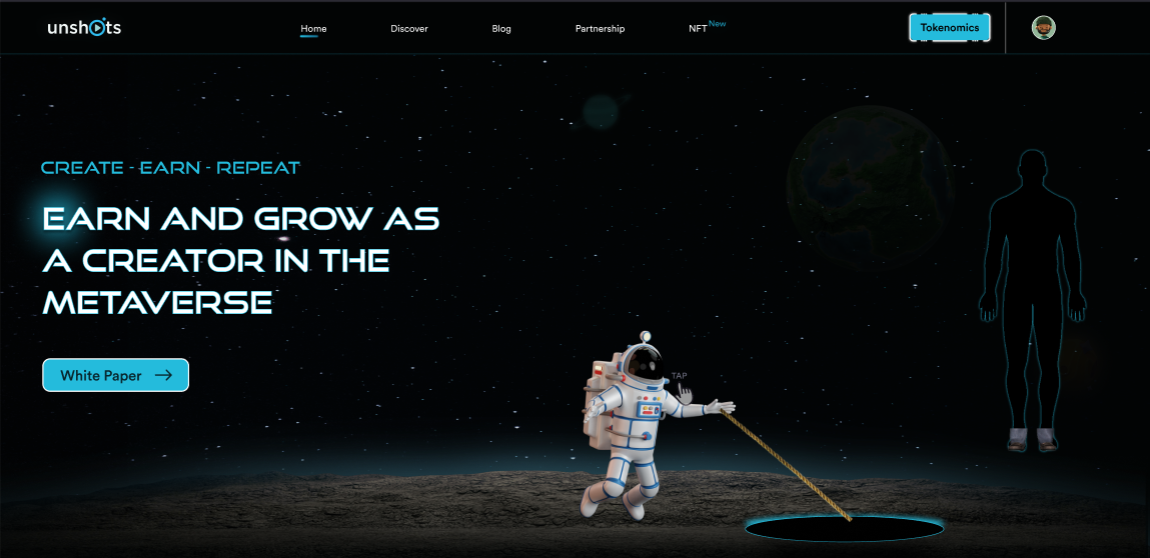 unshots
Home
Discover
Blog
Partnership
NFT New
Tokenomics
CREATE - EARN - REPEAT
EARN AND GROW AS
A CREATOR IN THE
METAVERSE
White Paper
TAP